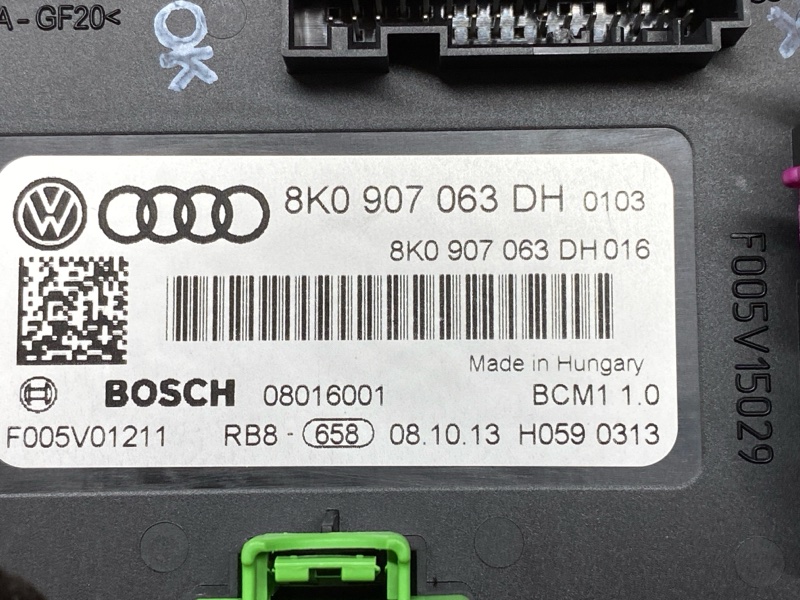 A-GF20<
OK
8K0 907 063 DH 0103
8K0 907 063 DH 016
Made in Hungary
BOSCH 08016001 BCM1 1.0
F005V01211 RB8 - 658 08.10.13 H059 0313
F005V15029